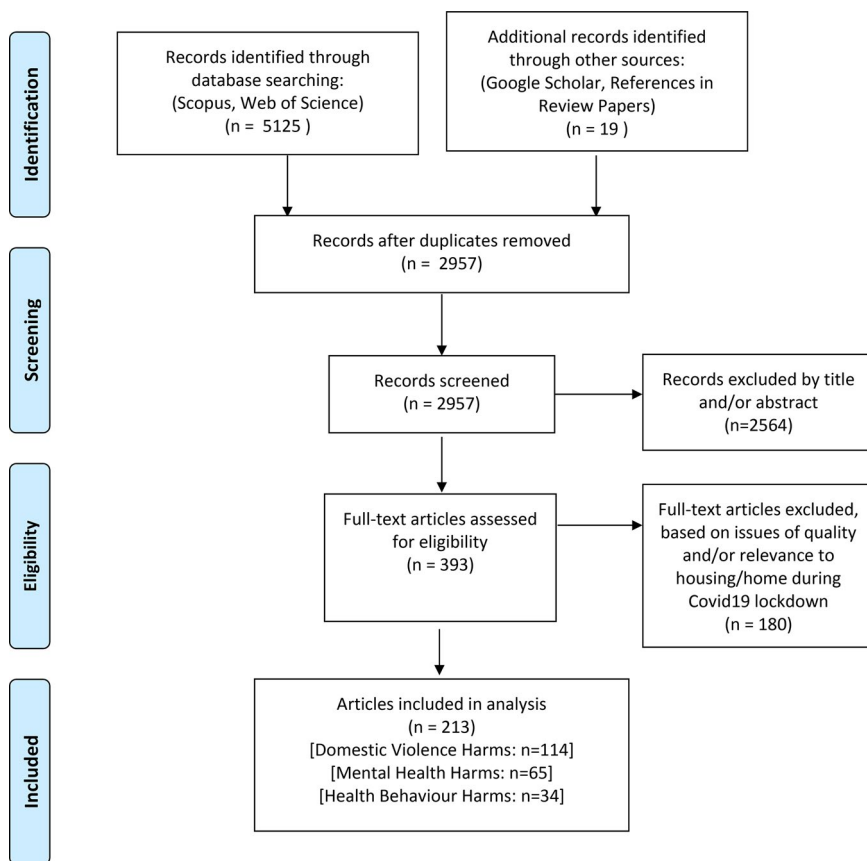 Identification
Records identified through
database searching:
(Scopus, Web of Science)
(n = 5125 )
Additional records identified
through other sources:
(Google Scholar, References in
Review Papers)
(n = 19 )
Records after duplicates removed
(n = 2957)
Screening
Records screened
(n = 2957)
Records excluded by title
and/or abstract
(n=2564)
Eligibility
Full-text articles assessed
for eligibility
(n = 393)
Full-text articles excluded,
based on issues of quality
and/or relevance to
housing/home during
Covid19 lockdown
(n = 180)
Included
Articles included in analysis
(n = 213)
[Domestic Violence Harms: n=114]
[Mental Health Harms: n=65]
[Health Behaviour Harms: n=34]